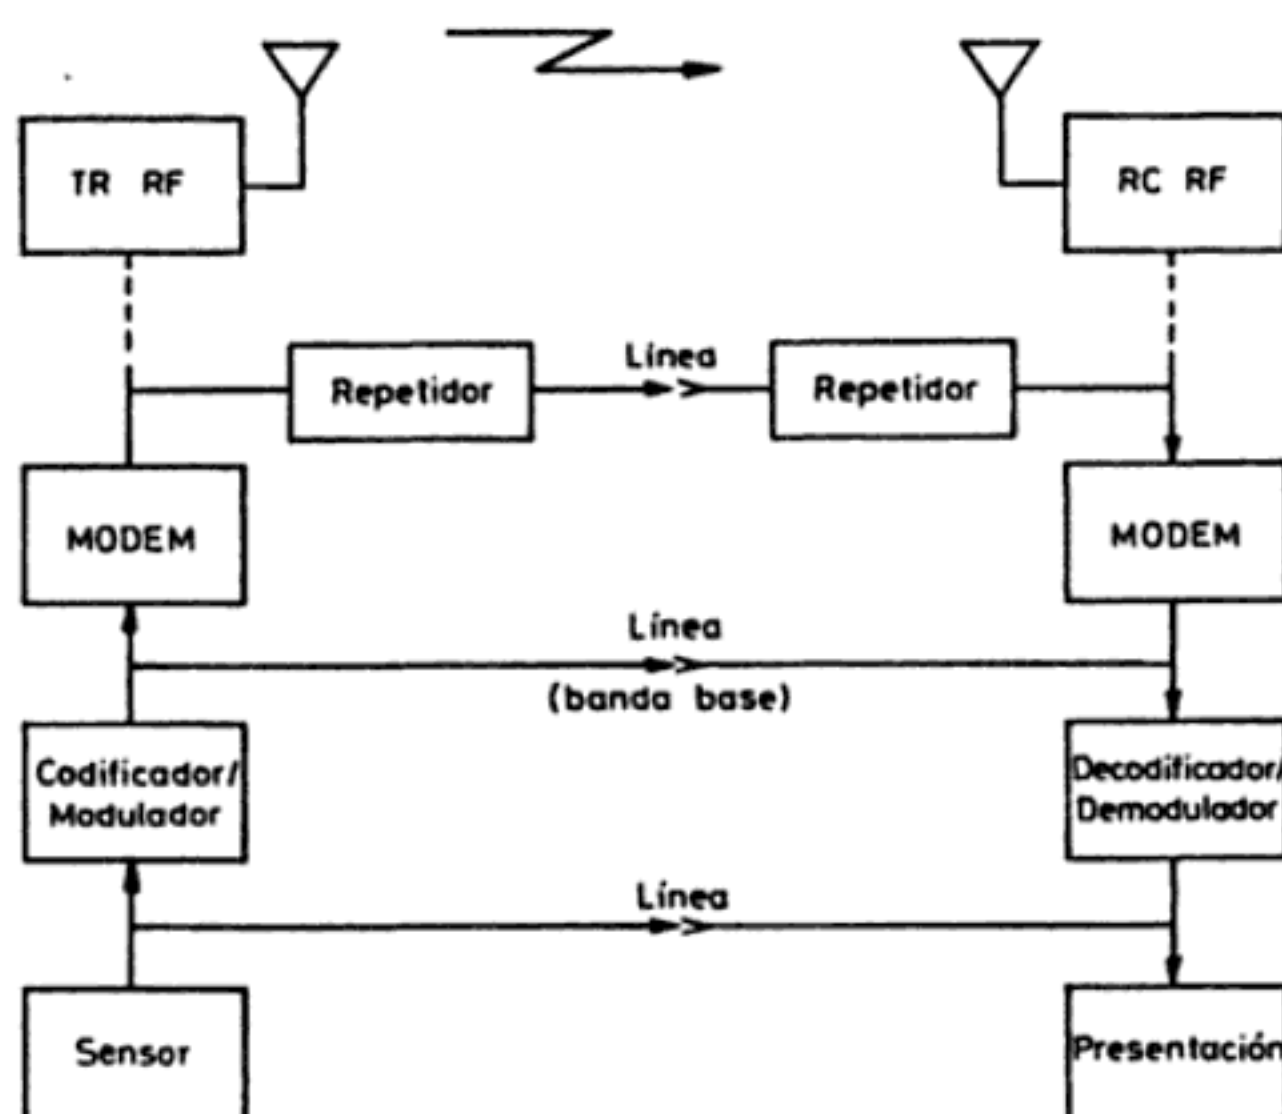 TR RF
RC RF
Línea
Repetidor
Repetidor
MODEM
MODEM
Línea
(banda base)
Codificador/
Modulador
Decodificador/
Demodulador
Línea
Sensor
Presentación